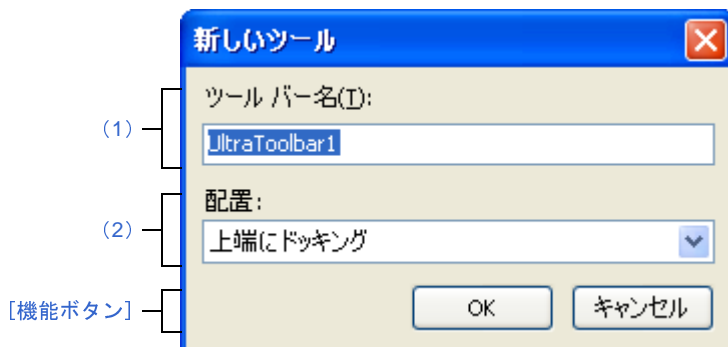 新しいツール
ツール バー名(T):
(1)
UltraToolbar1
配置:
(2)
上端にドッキング
[機能ボタン]
OK
キャンセル